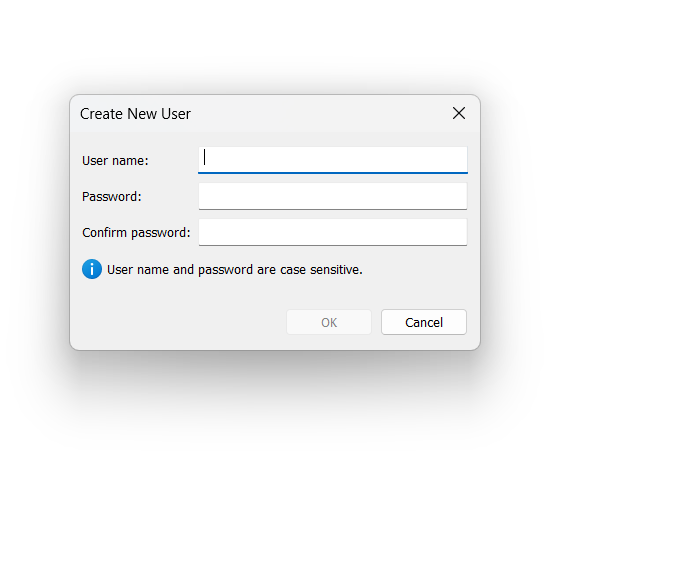 Create New User
User name:
Password:
Confirm password:
User name and password are case sensitive.
OK Cancel